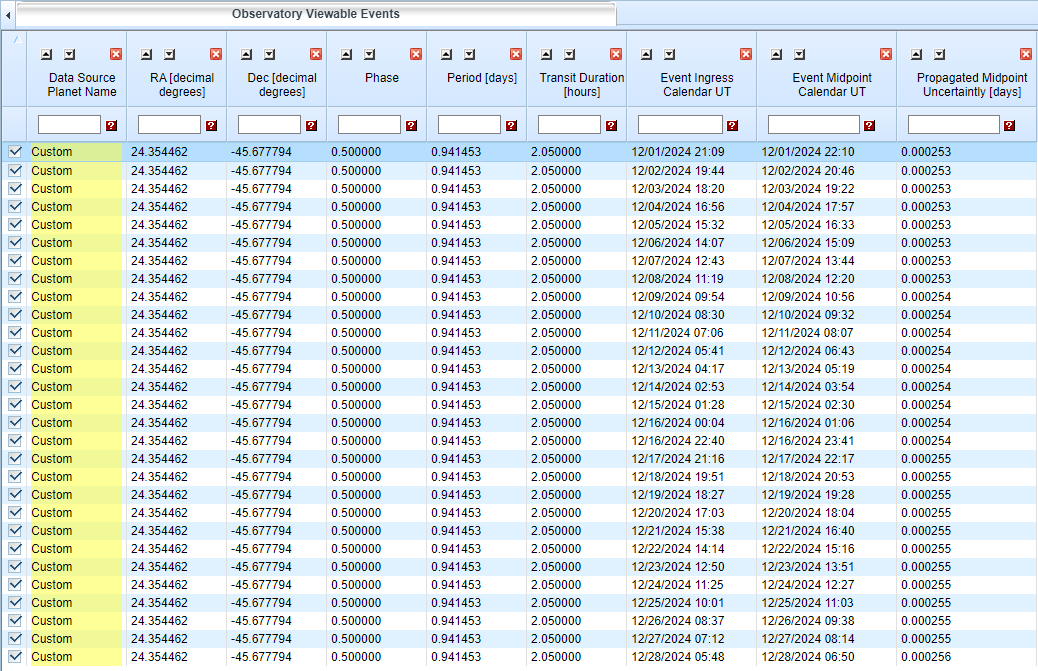 Observatory Viewable Events
Data Source Planet Name RA [decimal degrees] Dec [decimal degrees] Phase Period [days] Transit Duration [hours] Event Ingress Calendar UT Event Midpoint Calendar UT Propagated Midpoint Uncertaintly [days]
Custom 24.354462 -45.677794 0.500000 0.941453 2.050000 12/01/2024 21:09 12/01/2024 22:10 0.000253
Custom 24.354462 -45.677794 0.500000 0.941453 2.050000 12/02/2024 19:44 12/02/2024 20:46 0.000253
Custom 24.354462 -45.677794 0.500000 0.941453 2.050000 12/03/2024 18:20 12/03/2024 19:22 0.000253
Custom 24.354462 -45.677794 0.500000 0.941453 2.050000 12/04/2024 16:56 12/04/2024 17:57 0.000253
Custom 24.354462 -45.677794 0.500000 0.941453 2.050000 12/05/2024 15:32 12/05/2024 16:33 0.000253
Custom 24.354462 -45.677794 0.500000 0.941453 2.050000 12/06/2024 14:07 12/06/2024 15:09 0.000253
Custom 24.354462 -45.677794 0.500000 0.941453 2.050000 12/07/2024 12:43 12/07/2024 13:44 0.000253
Custom 24.354462 -45.677794 0.500000 0.941453 2.050000 12/08/2024 11:19 12/08/2024 12:20 0.000253
Custom 24.354462 -45.677794 0.500000 0.941453 2.050000 12/09/2024 09:54 12/09/2024 10:56 0.000254
Custom 24.354462 -45.677794 0.500000 0.941453 2.050000 12/10/2024 08:30 12/10/2024 09:32 0.000254
Custom 24.354462 -45.677794 0.500000 0.941453 2.050000 12/11/2024 07:06 12/11/2024 08:07 0.000254
Custom 24.354462 -45.677794 0.500000 0.941453 2.050000 12/12/2024 05:41 12/12/2024 06:43 0.000254
Custom 24.354462 -45.677794 0.500000 0.941453 2.050000 12/13/2024 04:17 12/13/2024 05:19 0.000254
Custom 24.354462 -45.677794 0.500000 0.941453 2.050000 12/14/2024 02:53 12/14/2024 03:54 0.000254
Custom 24.354462 -45.677794 0.500000 0.941453 2.050000 12/15/2024 01:28 12/15/2024 02:30 0.000254
Custom 24.354462 -45.677794 0.500000 0.941453 2.050000 12/16/2024 00:04 12/16/2024 01:06 0.000254
Custom 24.354462 -45.677794 0.500000 0.941453 2.050000 12/16/2024 22:40 12/16/2024 23:41 0.000254
Custom 24.354462 -45.677794 0.500000 0.941453 2.050000 12/17/2024 21:16 12/17/2024 22:17 0.000255
Custom 24.354462 -45.677794 0.500000 0.941453 2.050000 12/18/2024 19:51 12/18/2024 20:53 0.000255
Custom 24.354462 -45.677794 0.500000 0.941453 2.050000 12/19/2024 18:27 12/19/2024 19:28 0.000255
Custom 24.354462 -45.677794 0.500000 0.941453 2.050000 12/20/2024 17:03 12/20/2024 18:04 0.000255
Custom 24.354462 -45.677794 0.500000 0.941453 2.050000 12/21/2024 15:38 12/21/2024 16:40 0.000255
Custom 24.354462 -45.677794 0.500000 0.941453 2.050000 12/22/2024 14:14 12/22/2024 15:16 0.000255
Custom 24.354462 -45.677794 0.500000 0.941453 2.050000 12/23/2024 12:50 12/23/2024 13:51 0.000255
Custom 24.354462 -45.677794 0.500000 0.941453 2.050000 12/24/2024 11:25 12/24/2024 12:27 0.000255
Custom 24.354462 -45.677794 0.500000 0.941453 2.050000 12/25/2024 10:01 12/25/2024 11:03 0.000255
Custom 24.354462 -45.677794 0.500000 0.941453 2.050000 12/26/2024 08:37 12/26/2024 09:38 0.000255
Custom 24.354462 -45.677794 0.500000 0.941453 2.050000 12/27/2024 07:12 12/27/2024 08:14 0.000255
Custom 24.354462 -45.677794 0.500000 0.941453 2.050000 12/28/2024 05:48 12/28/2024 06:50 0.000256